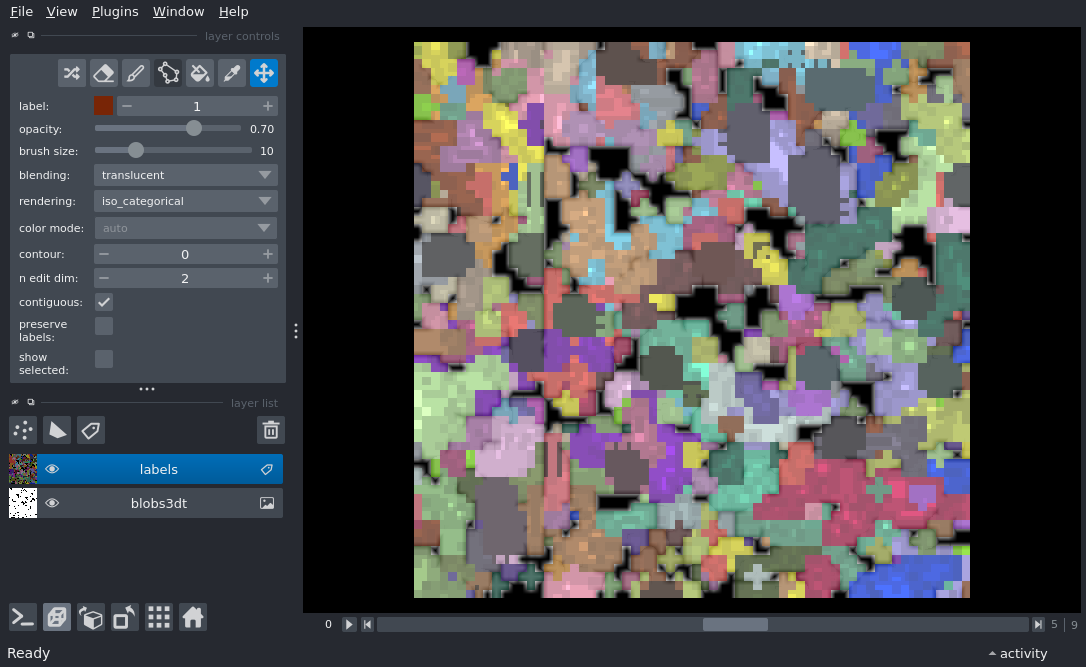 File View Plugins Window Help
layer controls
label: 1
opacity: 0.70
brush size: 10
blending: translucent
rendering: iso_categorical
color mode: auto
contour: 0
n edit dim: 2
contiguous:
preserve
labels:
show
selected:
layer list
labels
blobs3dt
0 5 | 9
Ready activity